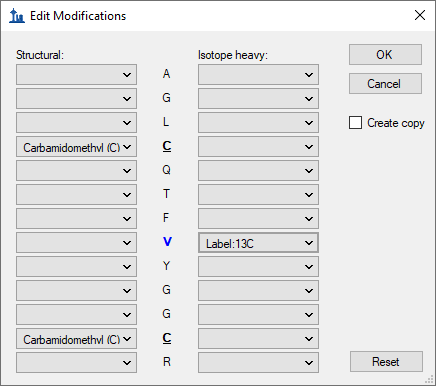 Edit Modifications
Structural: Isotope heavy: OK
A
Cancel
G
L Create copy
Carbamidomethyl (C) C
Q
T
F
V Label:13C
Y
G
G
Carbamidomethyl (C) C
R Reset